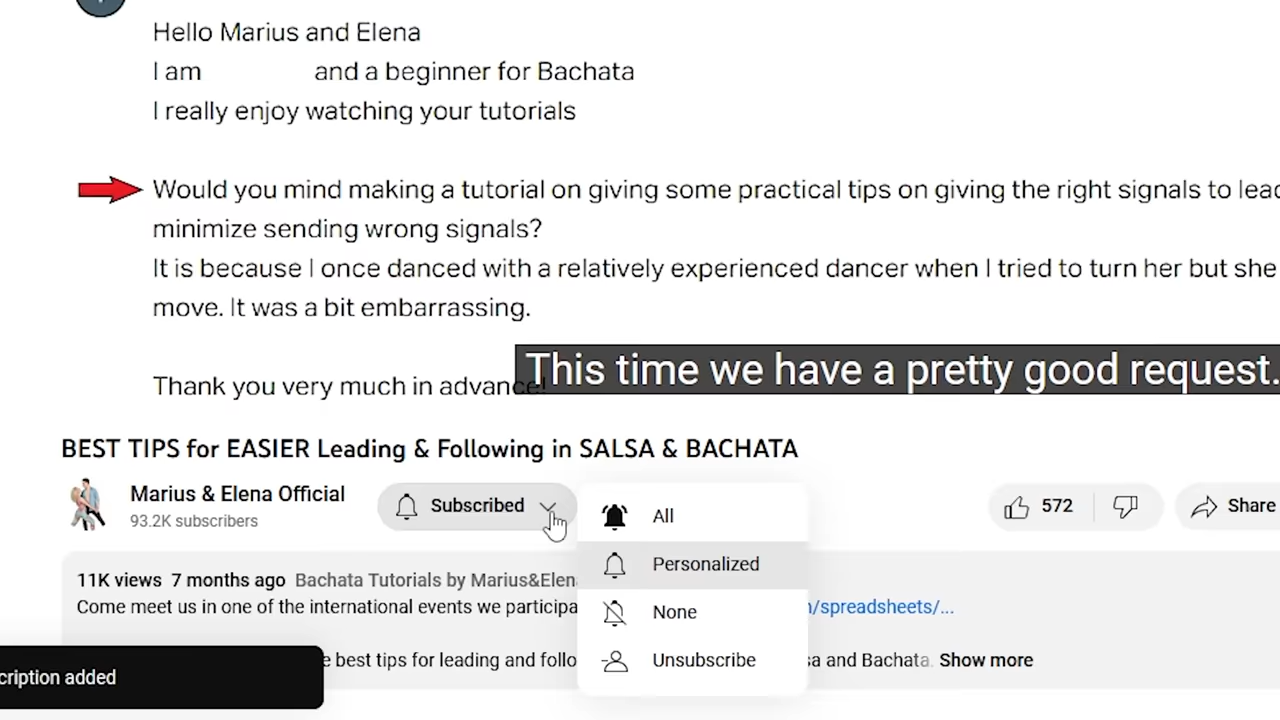 Hello Marius and Elena
I am and a beginner for Bachata
I really enjoy watching your tutorials
Would you mind making a tutorial on giving some practical tips on giving the right signals to
minimize sending wrong signals?
It is because I once danced with a relatively experienced dancer when I tried to turn her but she
move. It was a bit embarrassing.
This time we have a pretty good request.
Thank you very much in advance!
BEST TIPS for EASIER Leading & Following in SALSA & BACHATA
Marius & Elena Official
93.2K subscribers
Subscribed
All
Personalized
None
Unsubscribe
572
Share
11K views 7 months ago Bachata Tutorials by Marius&Elen
Come meet us in one of the international events we participa /spreadsheets/...
e best tips for leading and follo sa and Bachata. Show more
cription added